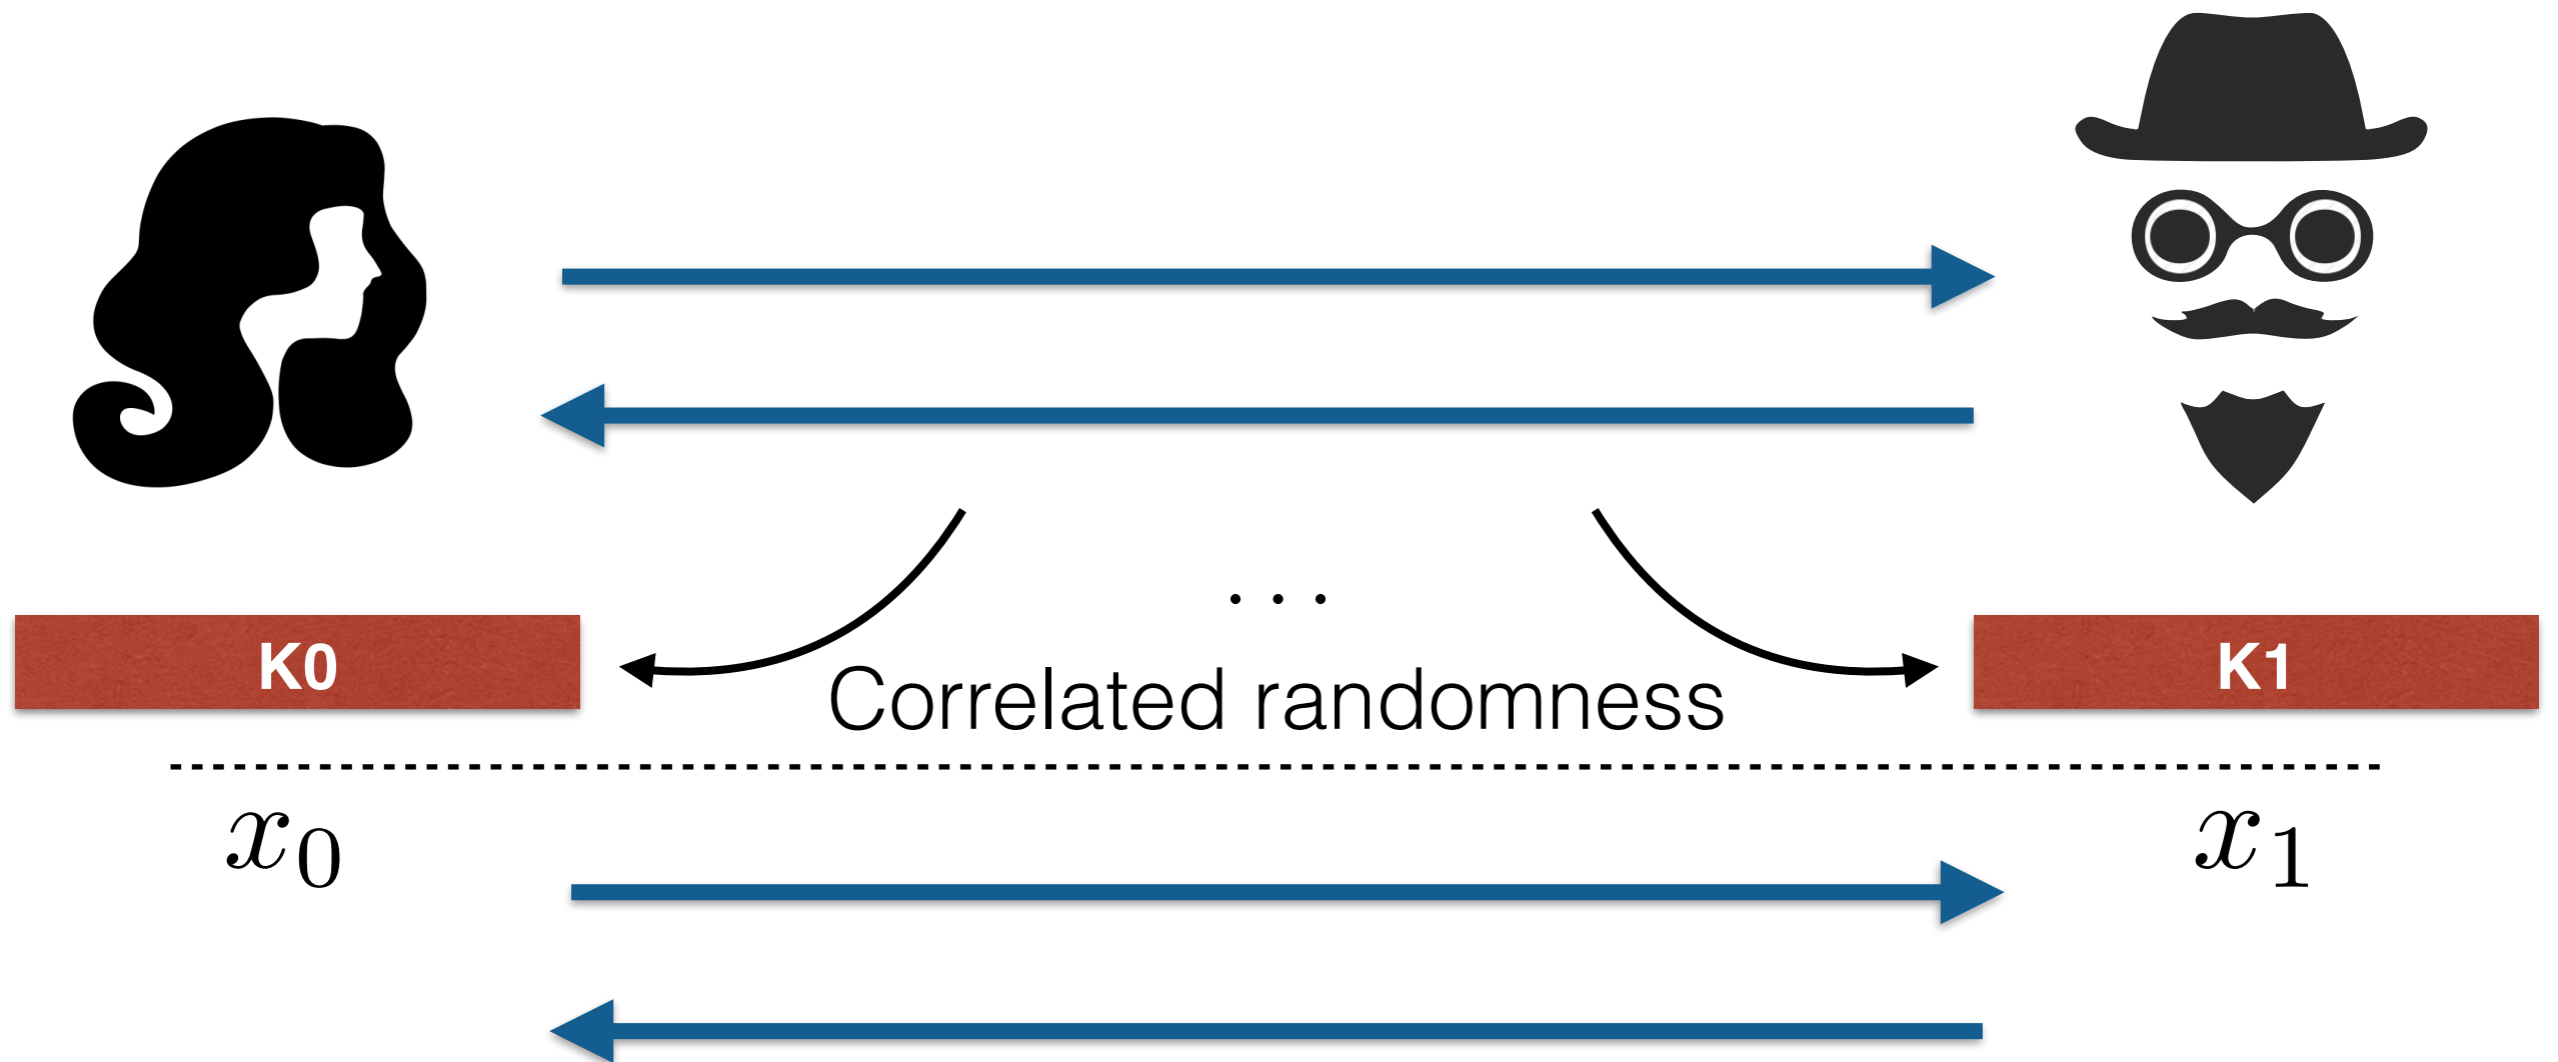 . . .
K0 K1
Correlated randomness
x₀ x₁